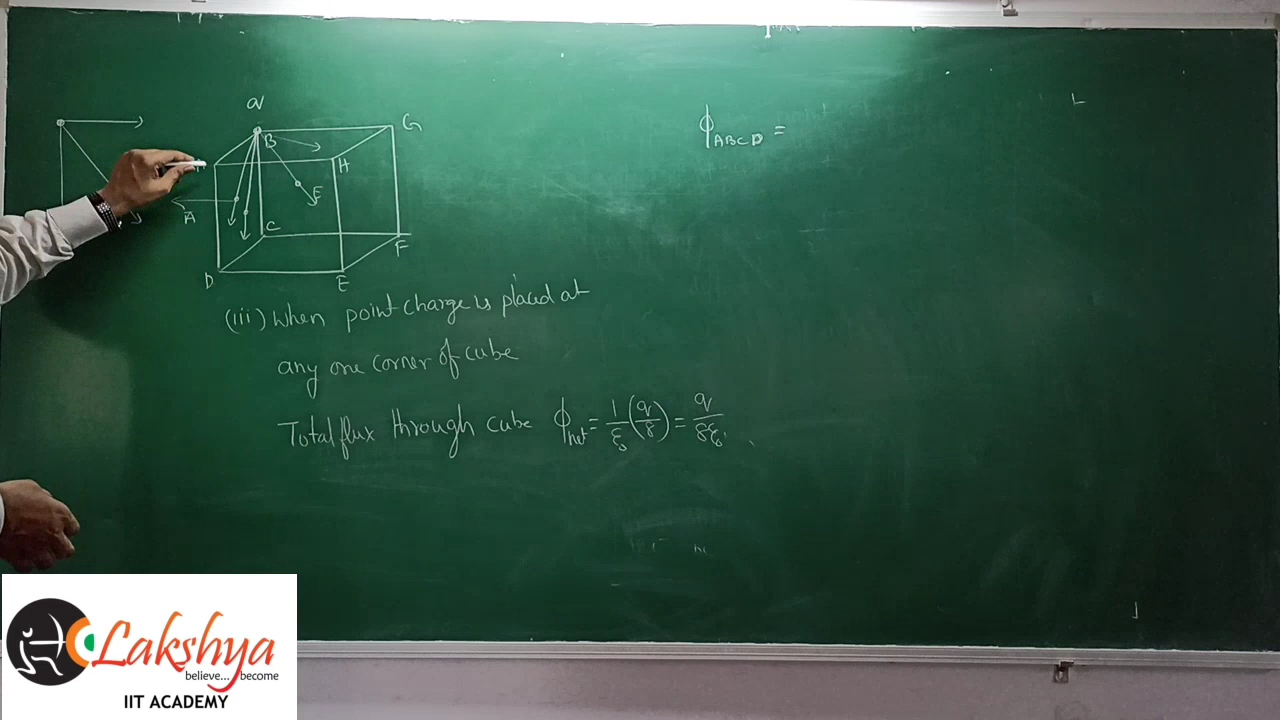 q
B
G
H
E
A
C
F
D
E
ϕABCD =
(iii) When point charge is placed at
any one corner of cube
Total flux through cube ϕnet = 1/ε₀ (q/8) = q/8ε₀
Lakshya
believe... become
IIT ACADEMY